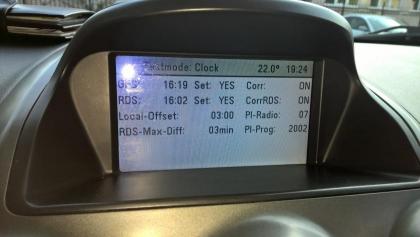 Testmode: Clock 22.0° 19:24
GPS: 16:19 Set: YES Corr: ON
RDS: 16:02 Set: YES CorrRDS: ON
Local-Offset: 03:00 PI-Radio: 07
RDS-Max-Diff: 03min PI-Prog: 2002